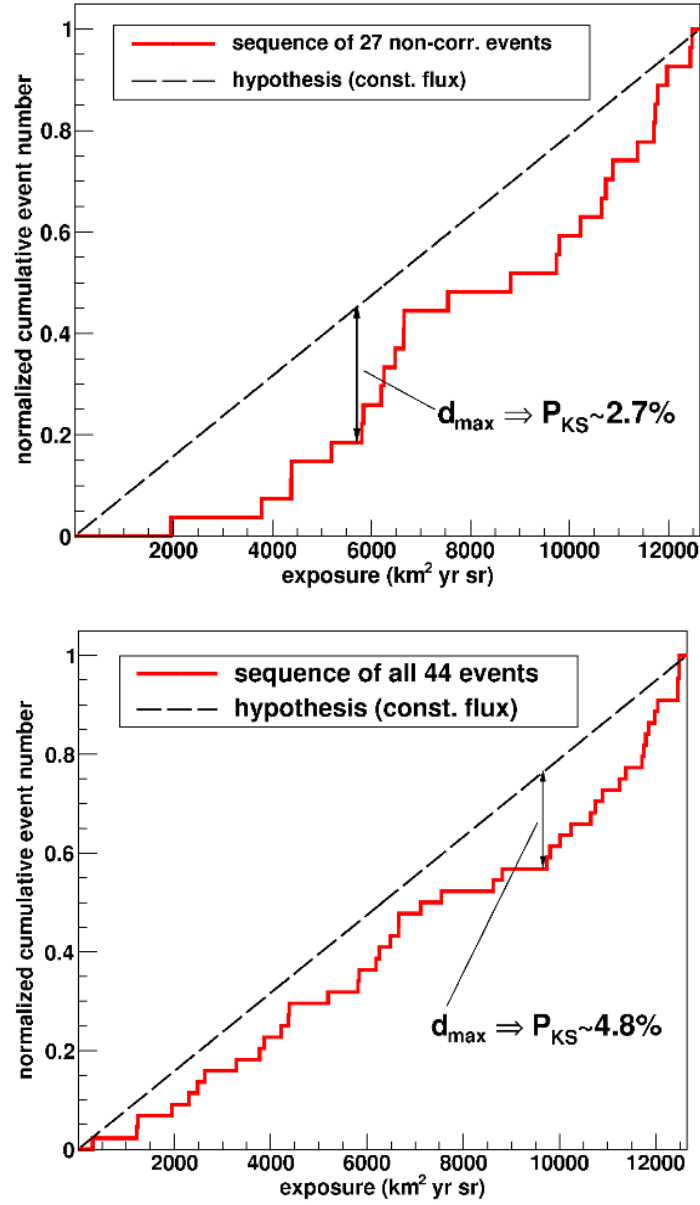 sequence of 27 non-corr. events
hypothesis (const. flux)
normalized cumulative event number
1
0.8
0.6
0.4
0.2
0
d_max ⇒ P_KS~2.7%
2000 4000 6000 8000 10000 12000
exposure (km² yr sr)
sequence of all 44 events
hypothesis (const. flux)
normalized cumulative event number
1
0.8
0.6
0.4
0.2
0
d_max ⇒ P_KS~4.8%
2000 4000 6000 8000 10000 12000
exposure (km² yr sr)